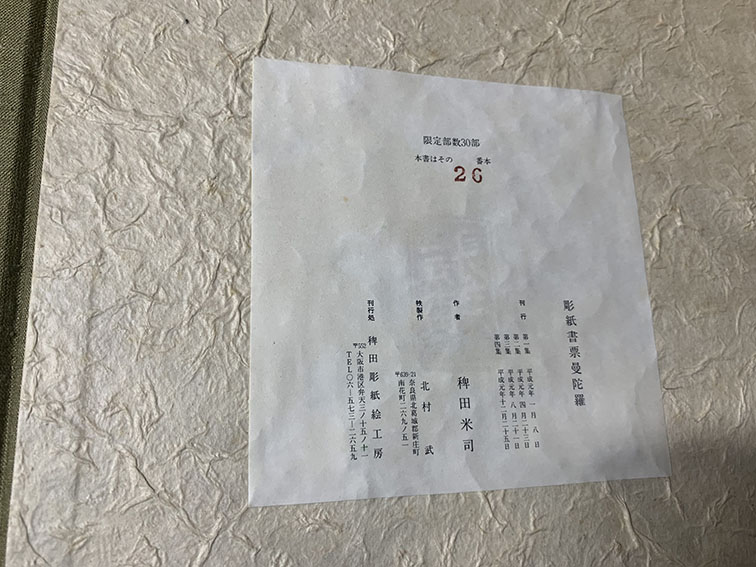 限定部数30部
本書はその　　番本
26
彫紙書票曼陀羅
刊行　第一集　平成元年　一月　八日
第二集　平成元年　四月二十三日
第三集　平成元年　八月二十一日
第四集　平成元年十二月二十五日
作者　稗田米司
帙製作　北村　武
〒639-21 奈良県北葛城郡新庄町
南花町二六九ノ五一
刊行処　稗田彫紙絵工房
〒552 大阪市港区弁天三ノ十五ノ十一
TEL〇六―五七三―二六五九